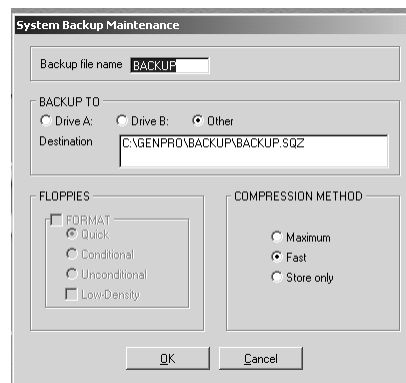 System Backup Maintenance
Backup file name BACKUP
BACKUP TO
Drive A: Drive B: Other
Destination C:\GENPRO\BACKUP\BACKUP.SQZ
FLOPPIES
FORMAT
Quick
Conditional
Unconditional
Low-Density
COMPRESSION METHOD
Maximum
Fast
Store only
OK Cancel